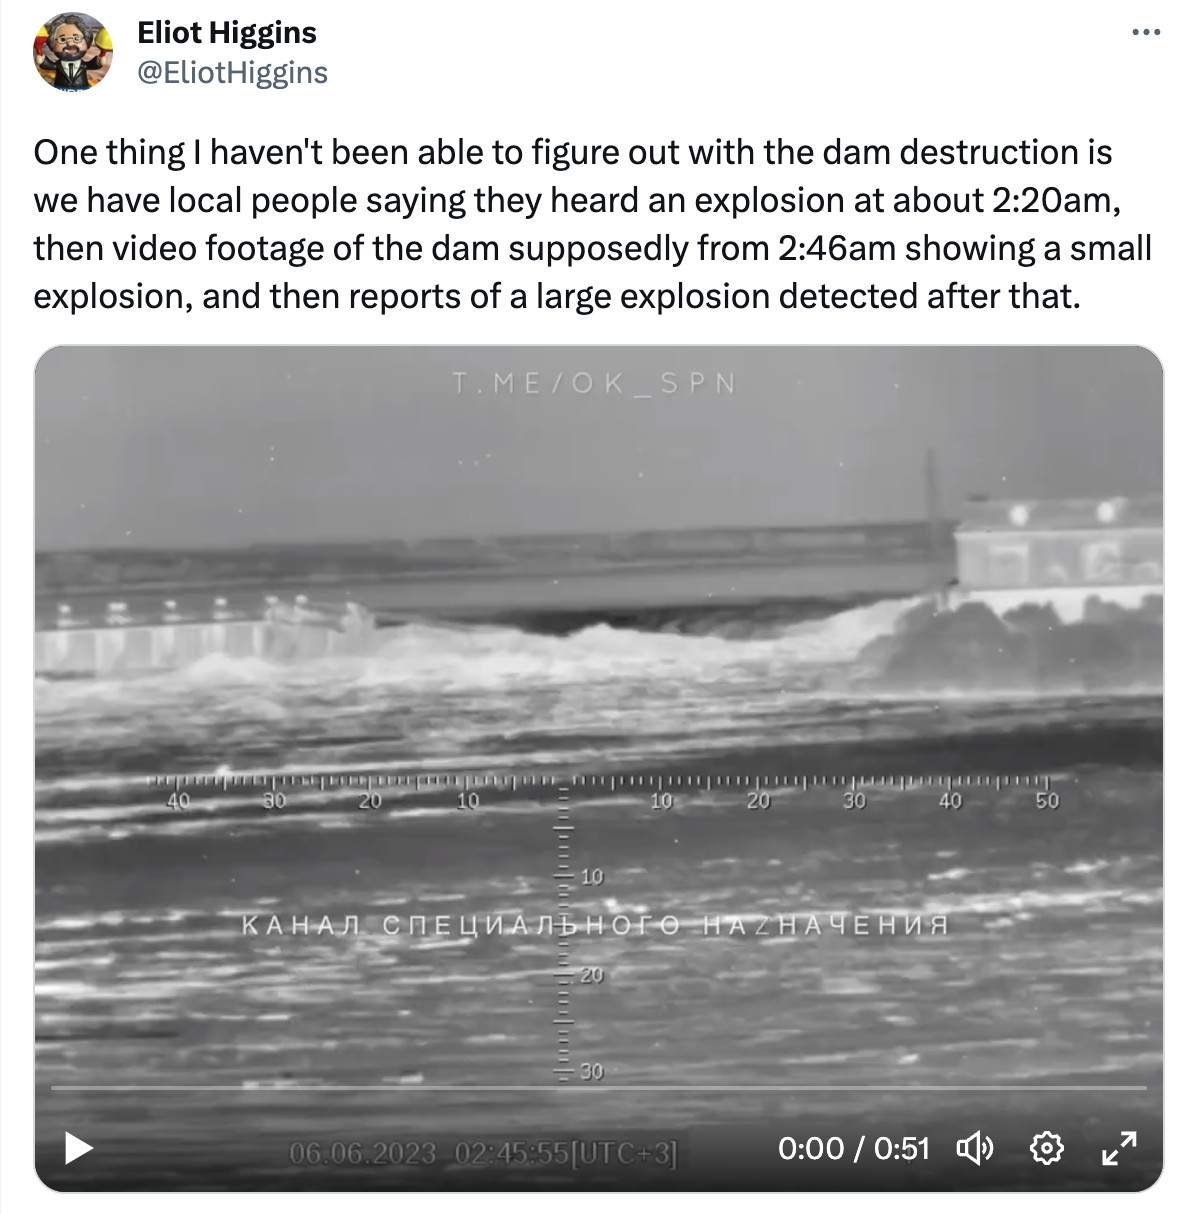 Eliot Higgins
@EliotHiggins
One thing I haven't been able to figure out with the dam destruction is
we have local people saying they heard an explosion at about 2:20am,
then video footage of the dam supposedly from 2:46am showing a small
explosion, and then reports of a large explosion detected after that.
T.ME/OK_SPN
40 30 20 10 10 20 30 40 50
10
КАНАЛ СПЕЦИАЛЬНОГО НАZНАЧЕНИЯ
20
30
06.06.2023 02:45:55[UTC+3]
0:00 / 0:51